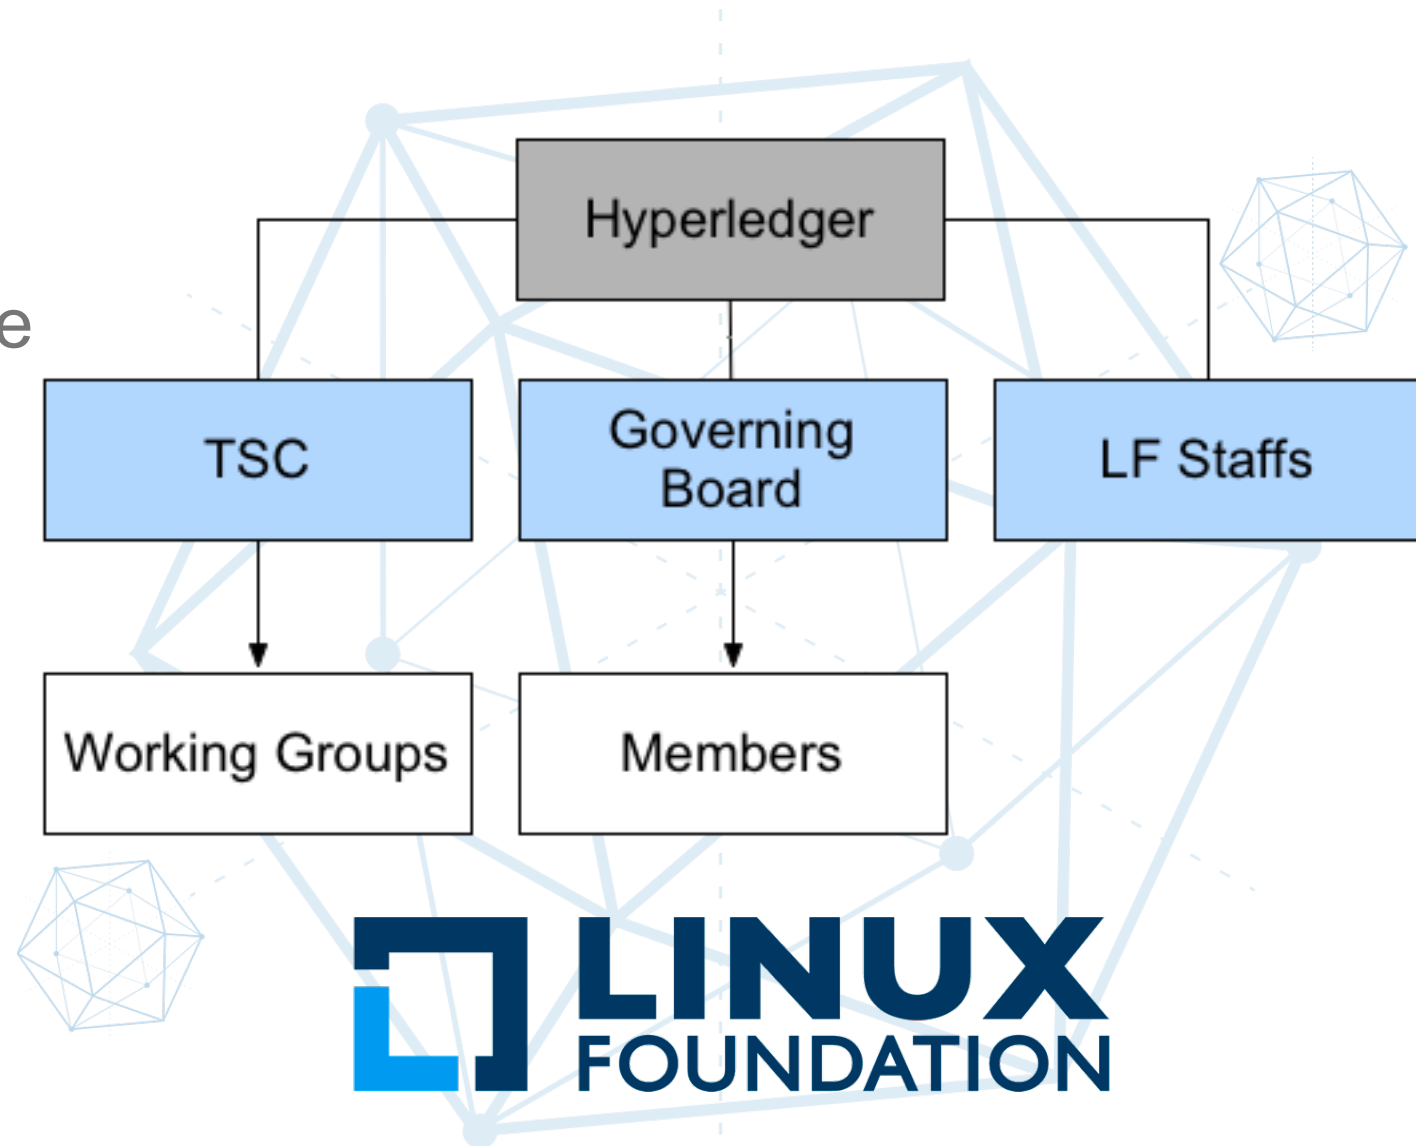 Hyperledger
e
TSC
Governing
Board
LF Staffs
Working Groups
Members
LINUX
FOUNDATION